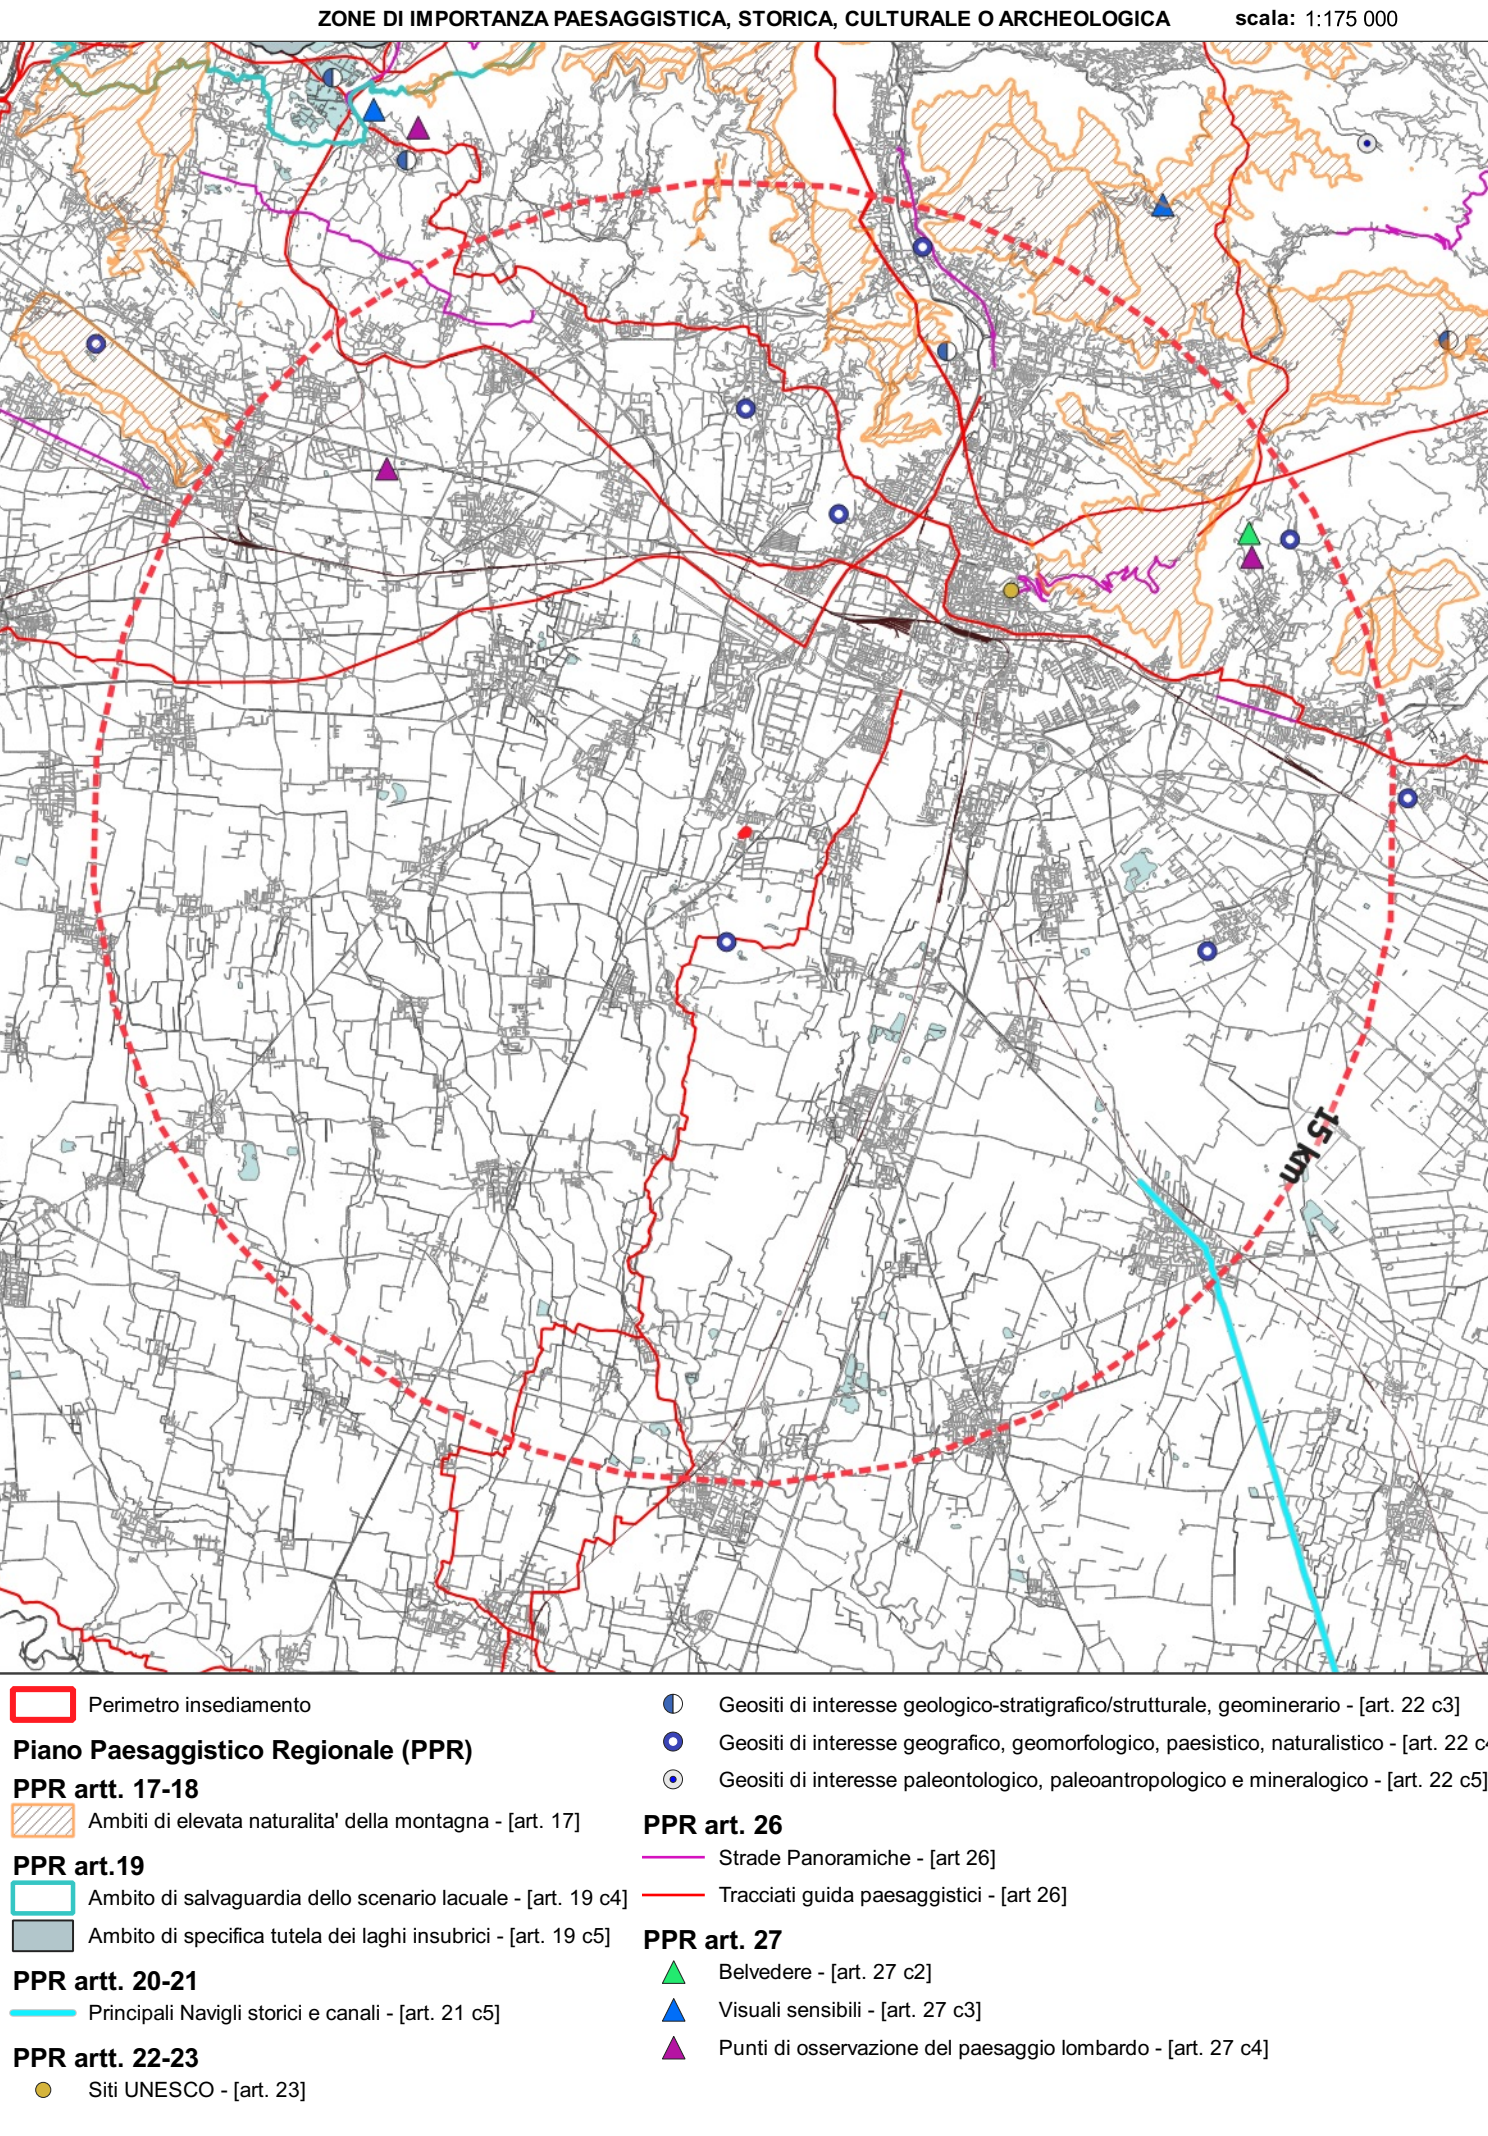 ZONE DI IMPORTANZA PAESAGGISTICA, STORICA, CULTURALE O ARCHEOLOGICA scala: 1:175 000
15 km
Perimetro insediamento
Piano Paesaggistico Regionale (PPR)
PPR artt. 17-18
Ambiti di elevata naturalita' della montagna - [art. 17]
PPR art.19
Ambito di salvaguardia dello scenario lacuale - [art. 19 c4]
Ambito di specifica tutela dei laghi insubrici - [art. 19 c5]
PPR artt. 20-21
Principali Navigli storici e canali - [art. 21 c5]
PPR artt. 22-23
Siti UNESCO - [art. 23]
Geositi di interesse geologico-stratigrafico/strutturale, geominerario - [art. 22 c3]
Geositi di interesse geografico, geomorfologico, paesistico, naturalistico - [art. 22 c4
Geositi di interesse paleontologico, paleoantropologico e mineralogico - [art. 22 c5]
PPR art. 26
Strade Panoramiche - [art 26]
Tracciati guida paesaggistici - [art 26]
PPR art. 27
Belvedere - [art. 27 c2]
Visuali sensibili - [art. 27 c3]
Punti di osservazione del paesaggio lombardo - [art. 27 c4]